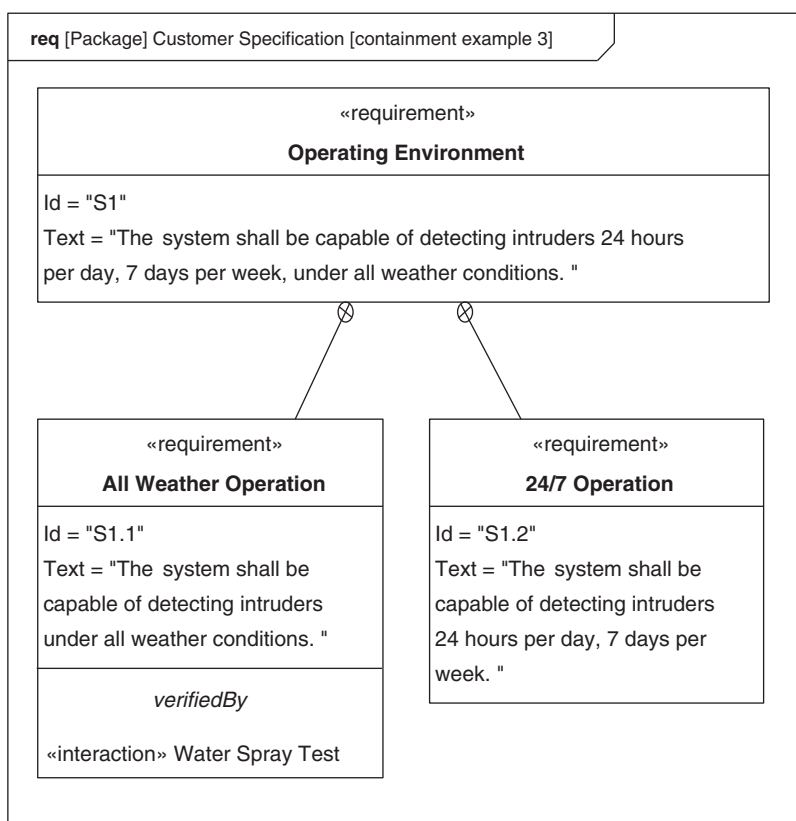 req [Package] Customer Specification [containment example 3]
«requirement»
Operating Environment
Id = "S1"
Text = "The system shall be capable of detecting intruders 24 hours
per day, 7 days per week, under all weather conditions. "
«requirement»
All Weather Operation
Id = "S1.1"
Text = "The system shall be
capable of detecting intruders
under all weather conditions. "
verifiedBy
«interaction» Water Spray Test
«requirement»
24/7 Operation
Id = "S1.2"
Text = "The system shall be
capable of detecting intruders
24 hours per day, 7 days per
week. "